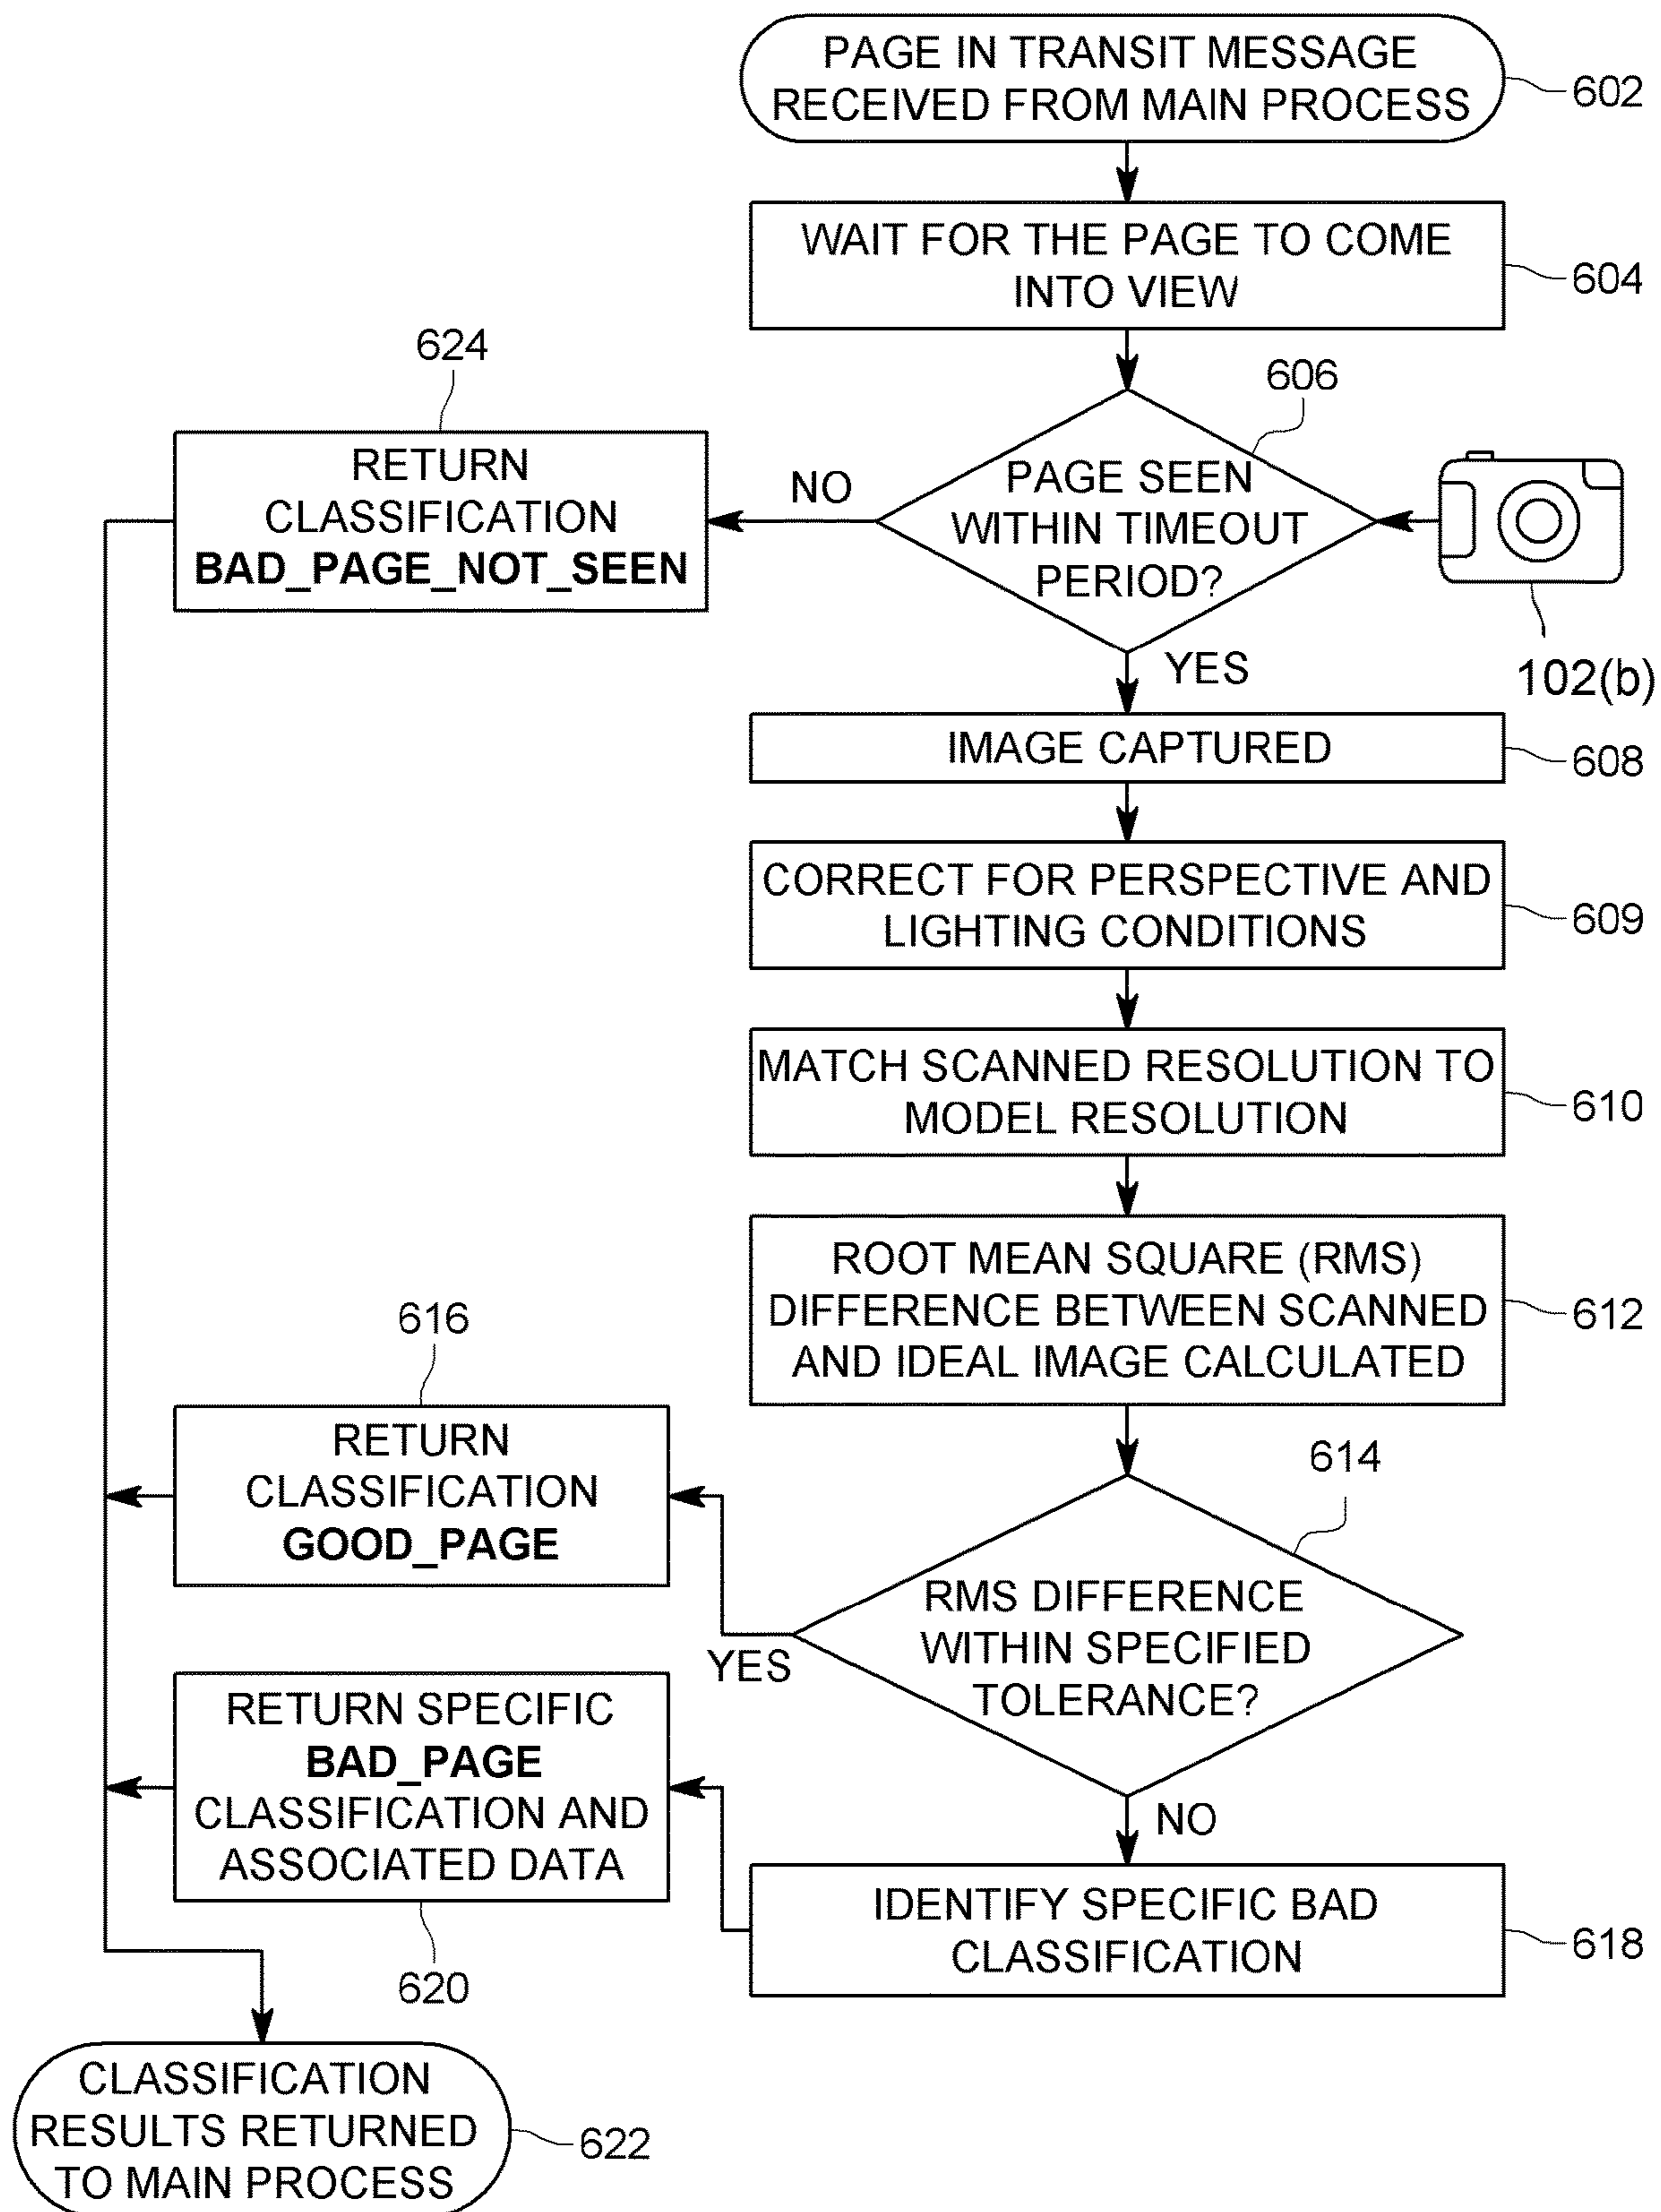 PAGE IN TRANSIT MESSAGE
RECEIVED FROM MAIN PROCESS
602
WAIT FOR THE PAGE TO COME
INTO VIEW
604
624
606
RETURN
CLASSIFICATION
BAD_PAGE_NOT_SEEN
NO
PAGE SEEN
WITHIN TIMEOUT
PERIOD?
102(b)
YES
IMAGE CAPTURED
608
CORRECT FOR PERSPECTIVE AND
LIGHTING CONDITIONS
609
MATCH SCANNED RESOLUTION TO
MODEL RESOLUTION
610
ROOT MEAN SQUARE (RMS)
DIFFERENCE BETWEEN SCANNED
AND IDEAL IMAGE CALCULATED
612
616
RETURN
CLASSIFICATION
GOOD_PAGE
614
RMS DIFFERENCE
WITHIN SPECIFIED
TOLERANCE?
YES
RETURN SPECIFIC
BAD_PAGE
CLASSIFICATION AND
ASSOCIATED DATA
620
NO
IDENTIFY SPECIFIC BAD
CLASSIFICATION
618
CLASSIFICATION
RESULTS RETURNED
TO MAIN PROCESS
622